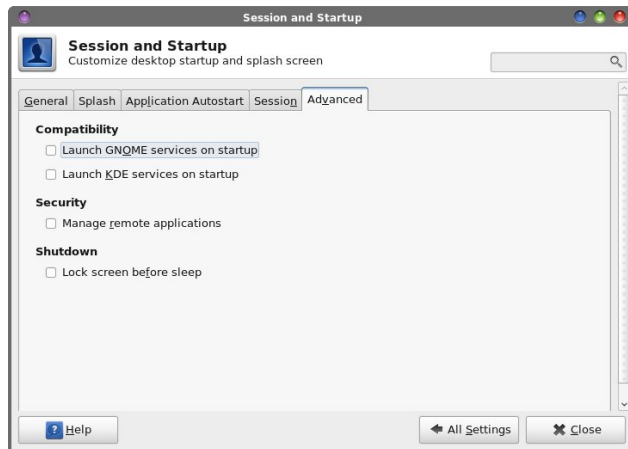 Session and Startup
Session and Startup
Customize desktop startup and splash screen
General Splash Application Autostart Session Advanced
Compatibility
Launch GNOME services on startup
Launch KDE services on startup
Security
Manage remote applications
Shutdown
Lock screen before sleep
? Help All Settings Close